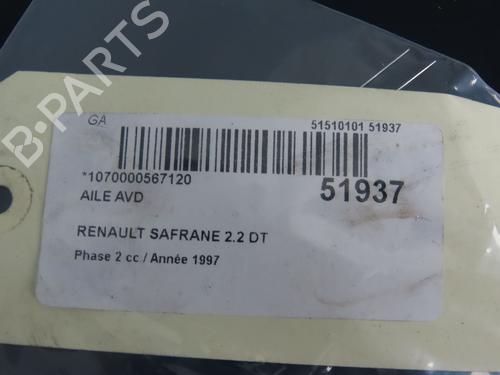 GA
51510101 51937
*1070000567120
51937
AILE AVD
RENAULT SAFRANE 2.2 DT
Phase 2 cc / Année 1997
B-PARTS